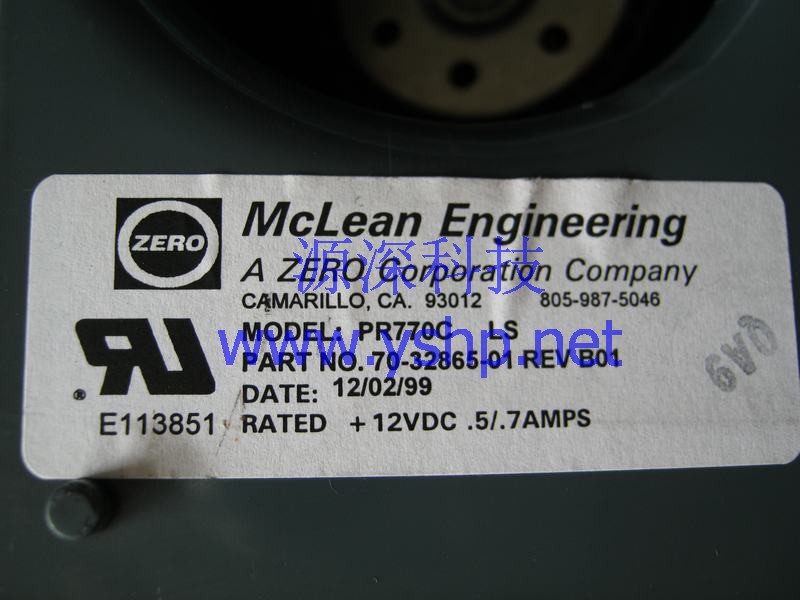 ZERO
McLean Engineering
A ZERO Corporation Company
CAMARILLO, CA. 93012 805-987-5046
MODEL: PR770C LS
PART NO. 70-32865-01 REV B01
DATE: 12/02/99
RATED +12VDC .5/.7AMPS
E113851
®
QA9
源深科技
www.yshp.net